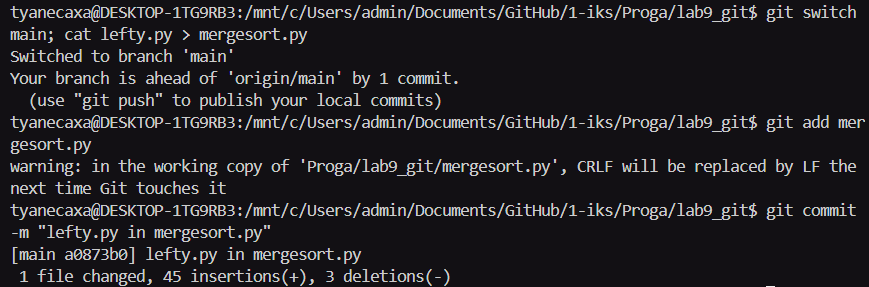 tyanecaxa@DESKTOP-1TG9RB3:/mnt/c/Users/admin/Documents/GitHub/1-iks/Proga/lab9_git$ git switch
main; cat lefty.py > mergesort.py
Switched to branch 'main'
Your branch is ahead of 'origin/main' by 1 commit.
  (use "git push" to publish your local commits)
tyanecaxa@DESKTOP-1TG9RB3:/mnt/c/Users/admin/Documents/GitHub/1-iks/Proga/lab9_git$ git add mer
gesort.py
warning: in the working copy of 'Proga/lab9_git/mergesort.py', CRLF will be replaced by LF the
next time Git touches it
tyanecaxa@DESKTOP-1TG9RB3:/mnt/c/Users/admin/Documents/GitHub/1-iks/Proga/lab9_git$ git commit
-m "lefty.py in mergesort.py"
[main a0873b0] lefty.py in mergesort.py
 1 file changed, 45 insertions(+), 3 deletions(-)